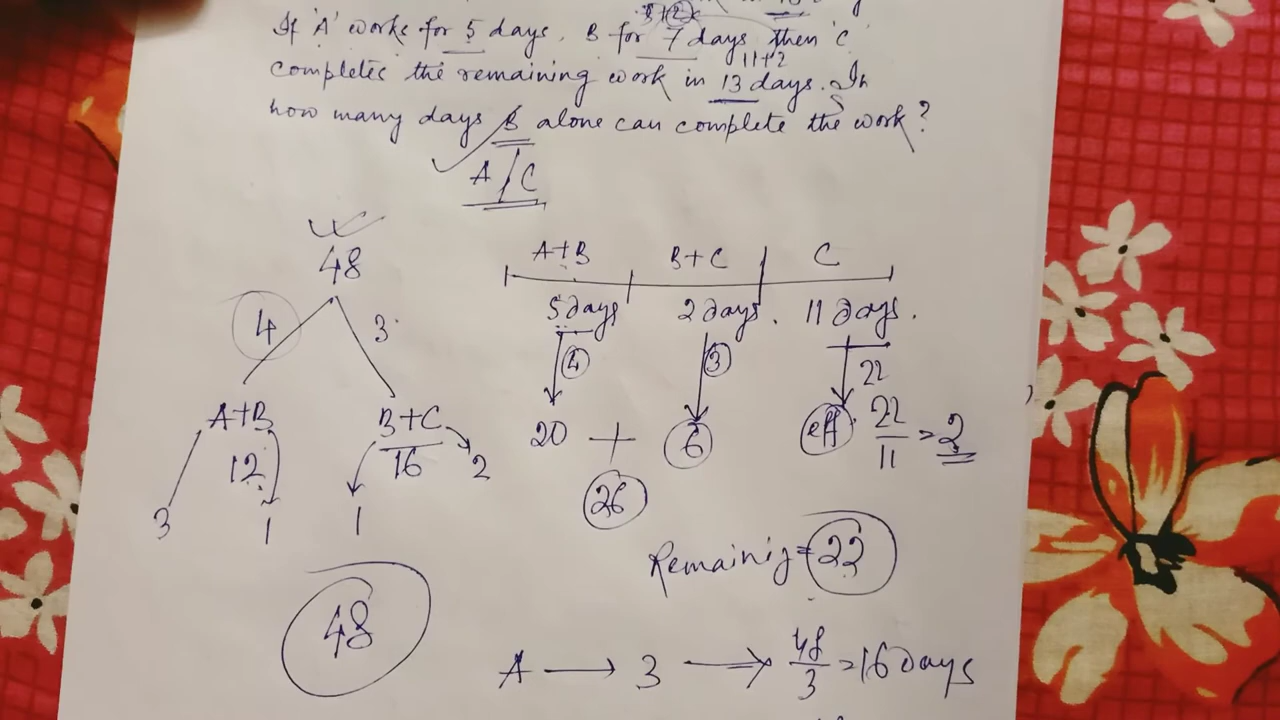 If 'A' works for 5 days, B for 7 days then 'C'
11+2
completes the remaining work in 13 days. In
how many days B alone can complete the work?
A / C
48
A+B B+C C
4 3
5 days 2 days. 11 days.
4 3 22
A+B B+C
20 + 6 eff 22/11 = 2
12 16 2
26
3 1 1
Remainig = 22
48
A → 3 → 48/3 = 16 Days